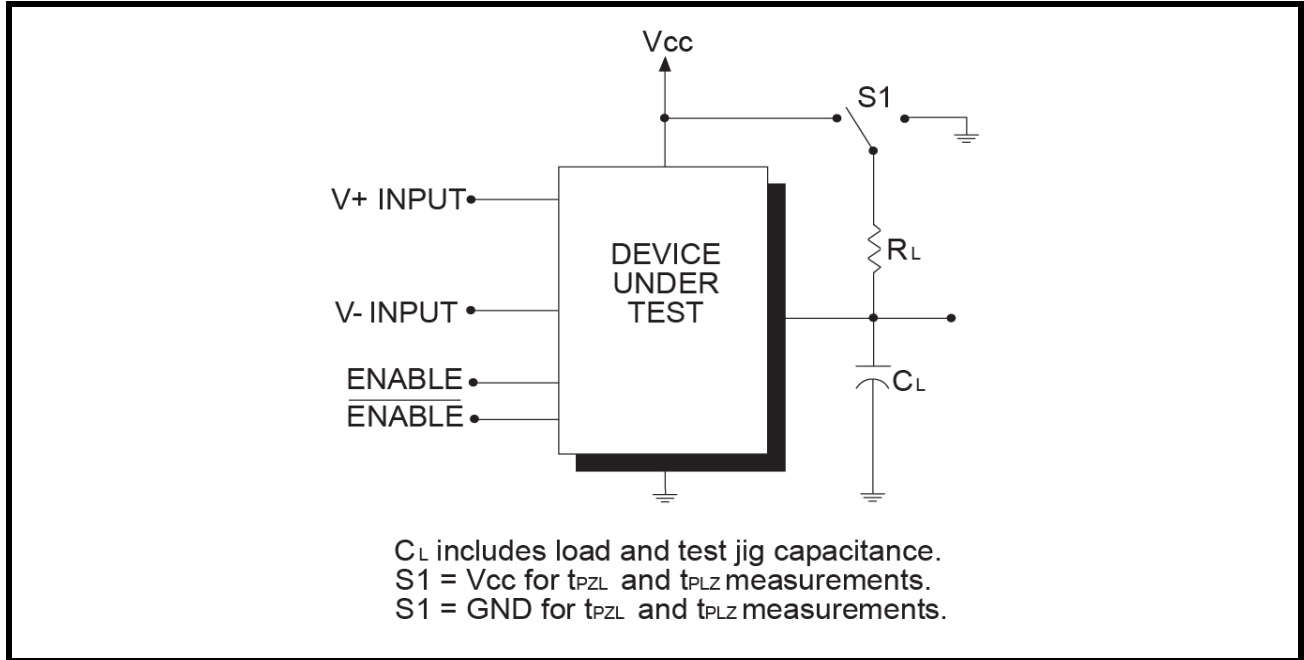 Vcc
S1
V+ INPUT
RL
DEVICE
UNDER
TEST
V- INPUT
ENABLE
CL
ENABLE
CL includes load and test jig capacitance.
S1 = Vcc for tPZL and tPLZ measurements.
S1 = GND for tPZL and tPLZ measurements.